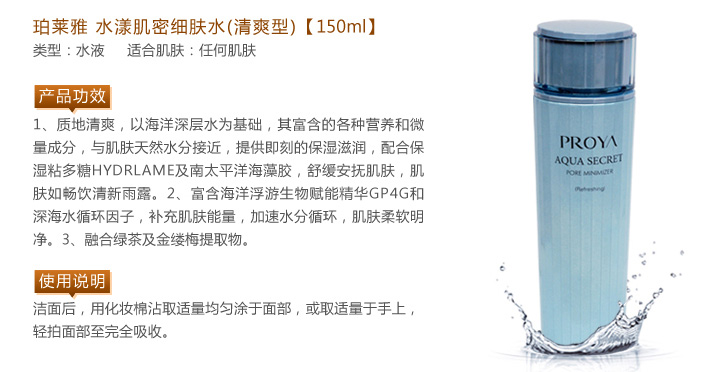 珀莱雅 水漾肌密细肤水(清爽型)【150ml】
类型：水液 适合肌肤：任何肌肤
产品功效
1、质地清爽，以海洋深层水为基础，其富含的各种营养和微
量成分，与肌肤天然水分接近，提供即刻的保湿滋润，配合保
湿粘多糖HYDRLAME及南太平洋海藻胶，舒缓安抚肌肤，肌
肤如畅饮清新雨露。2、富含海洋浮游生物赋能精华GP4G和
深海水循环因子，补充肌肤能量，加速水分循环，肌肤柔软明
净。3、融合绿茶及金缕梅提取物。
使用说明
洁面后，用化妆棉沾取适量均匀涂于面部，或取适量于手上，
轻拍面部至完全吸收。
PROYA
AQUA SECRET
PORE MINIMIZER
(Refreshing)